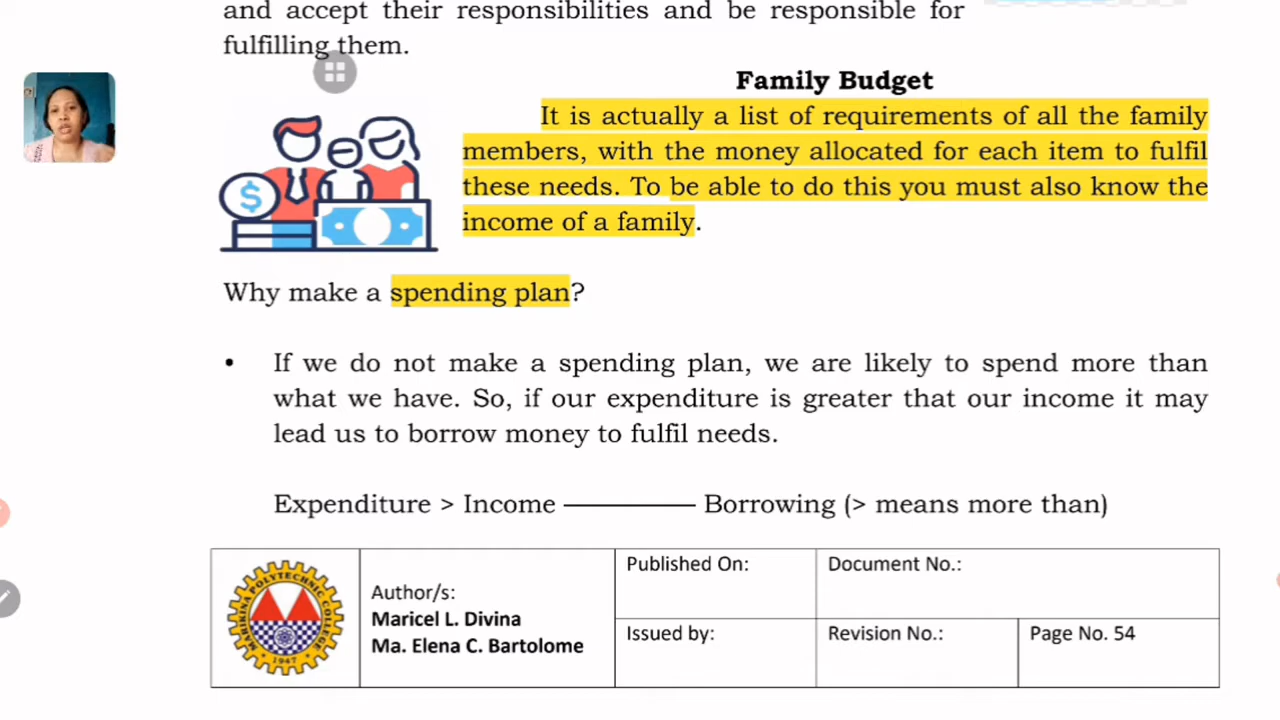 and accept their responsibilities and be responsible for
fulfilling them.
Family Budget
It is actually a list of requirements of all the family
members, with the money allocated for each item to fulfil
these needs. To be able to do this you must also know the
income of a family.
$
Why make a spending plan?
• If we do not make a spending plan, we are likely to spend more than
what we have. So, if our expenditure is greater that our income it may
lead us to borrow money to fulfil needs.
Expenditure > Income ———— Borrowing (> means more than)
MARIKINA POLYTECHNIC COLLEGE
1947
Author/s:
Maricel L. Divina
Ma. Elena C. Bartolome
Published On:
Document No.:
Issued by:
Revision No.:
Page No. 54